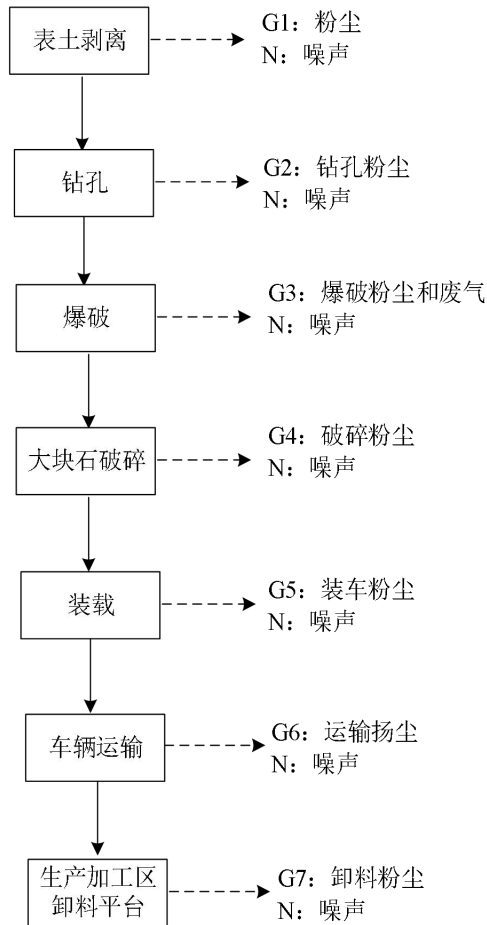 表土剥离
G1：粉尘
N：噪声
钻孔
G2：钻孔粉尘
N：噪声
爆破
G3：爆破粉尘和废气
N：噪声
大块石破碎
G4：破碎粉尘
N：噪声
装载
G5：装车粉尘
N：噪声
车辆运输
G6：运输扬尘
N：噪声
生产加工区
卸料平台
G7：卸料粉尘
N：噪声